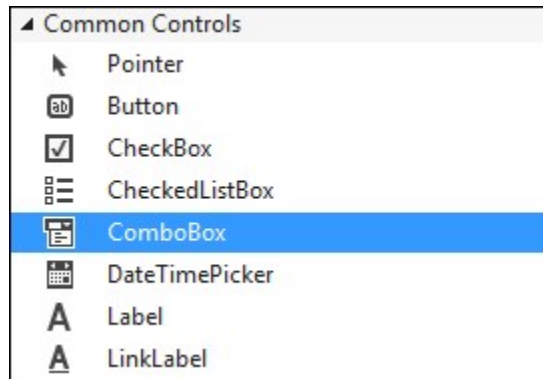 Common Controls
Pointer
Button
CheckBox
CheckedListBox
ComboBox
DateTimePicker
A Label
A LinkLabel